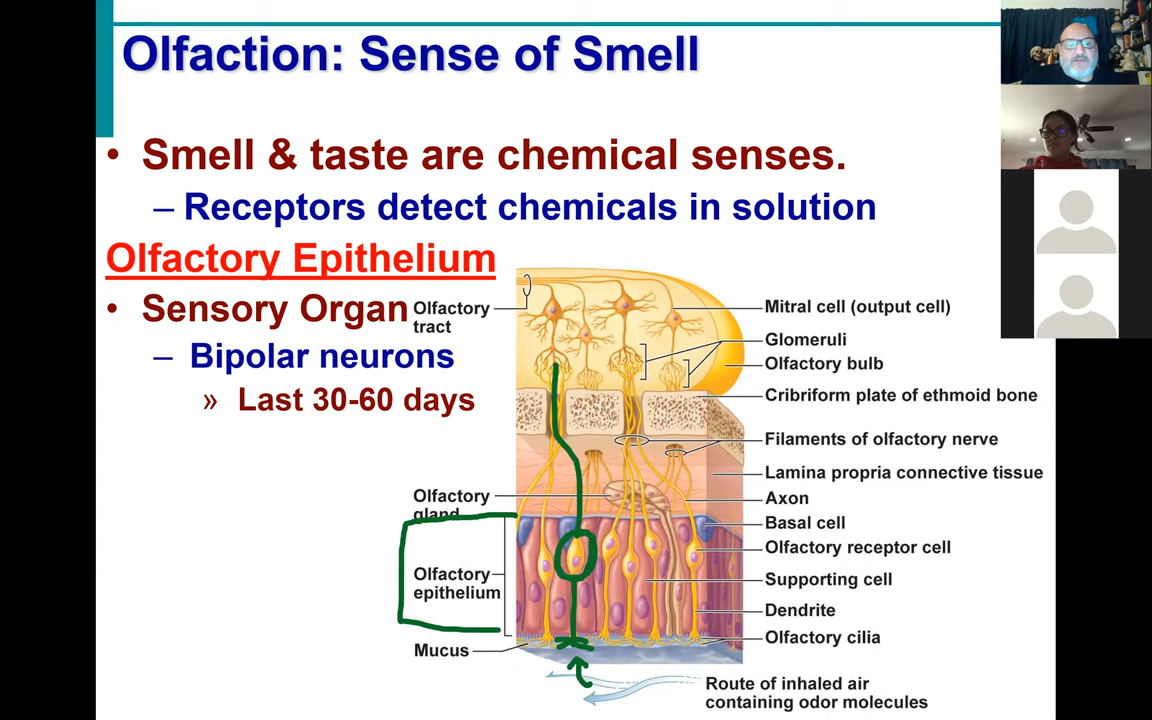 Olfaction: Sense of Smell
• Smell & taste are chemical senses.
– Receptors detect chemicals in solution
Olfactory Epithelium
• Sensory Organ
– Bipolar neurons
» Last 30-60 days
Olfactory
tract
Olfactory
gland
Olfactory
epithelium
Mucus
Mitral cell (output cell)
Glomeruli
Olfactory bulb
Cribriform plate of ethmoid bone
Filaments of olfactory nerve
Lamina propria connective tissue
Axon
Basal cell
Olfactory receptor cell
Supporting cell
Dendrite
Olfactory cilia
Route of inhaled air
containing odor molecules